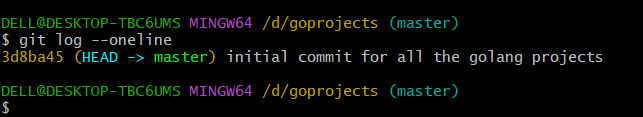 DELL@DESKTOP-TBC6UMS MINGW64 /d/goprojects (master)
$ git log --oneline
3d8ba45 (HEAD -> master) initial commit for all the golang projects
DELL@DESKTOP-TBC6UMS MINGW64 /d/goprojects (master)
$